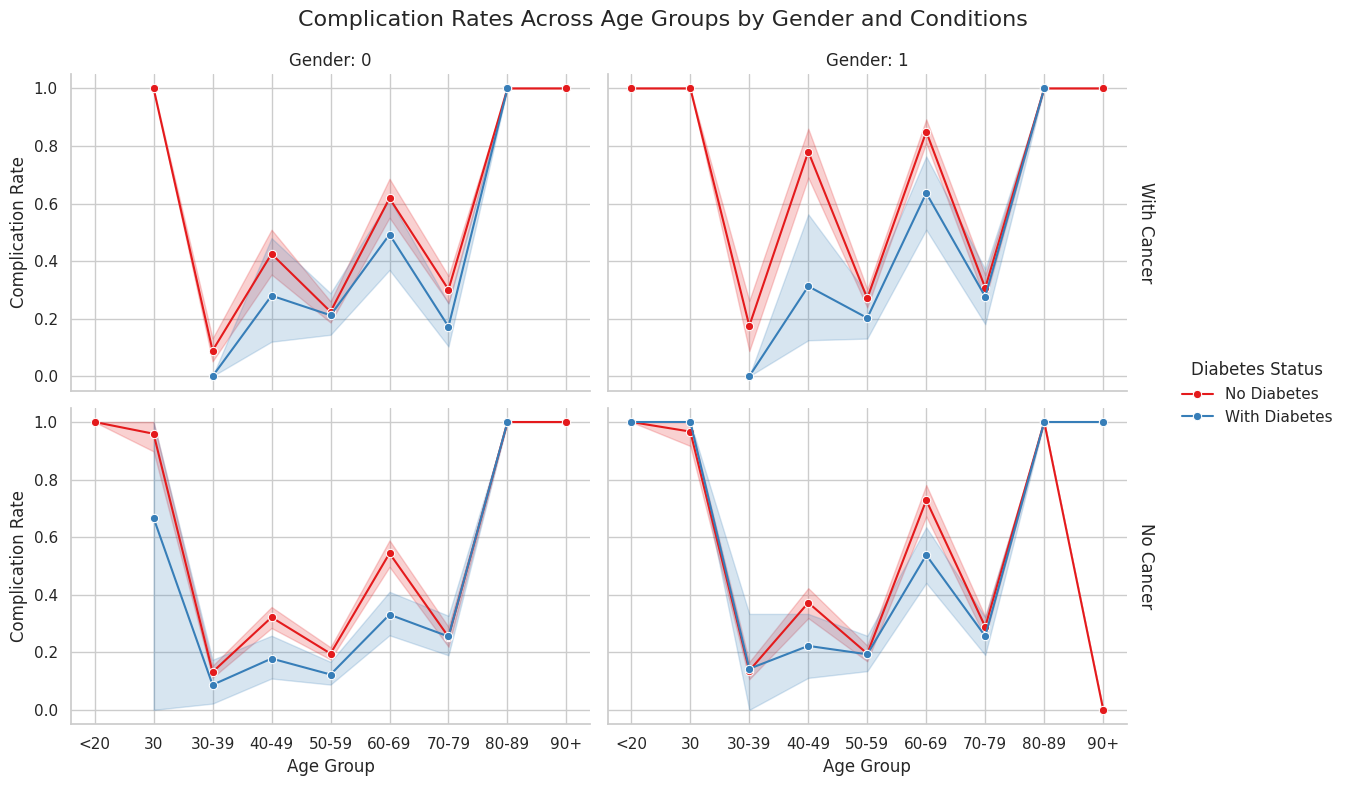 Complication Rates Across Age Groups by Gender and Conditions
Gender: 0
Gender: 1
1.0
0.8
0.6
0.4
0.2
0.0
Complication Rate
With Cancer
Diabetes Status
No Diabetes
With Diabetes
1.0
0.8
0.6
0.4
0.2
0.0
Complication Rate
No Cancer
<20 30 30-39 40-49 50-59 60-69 70-79 80-89 90+
<20 30 30-39 40-49 50-59 60-69 70-79 80-89 90+
Age Group
Age Group